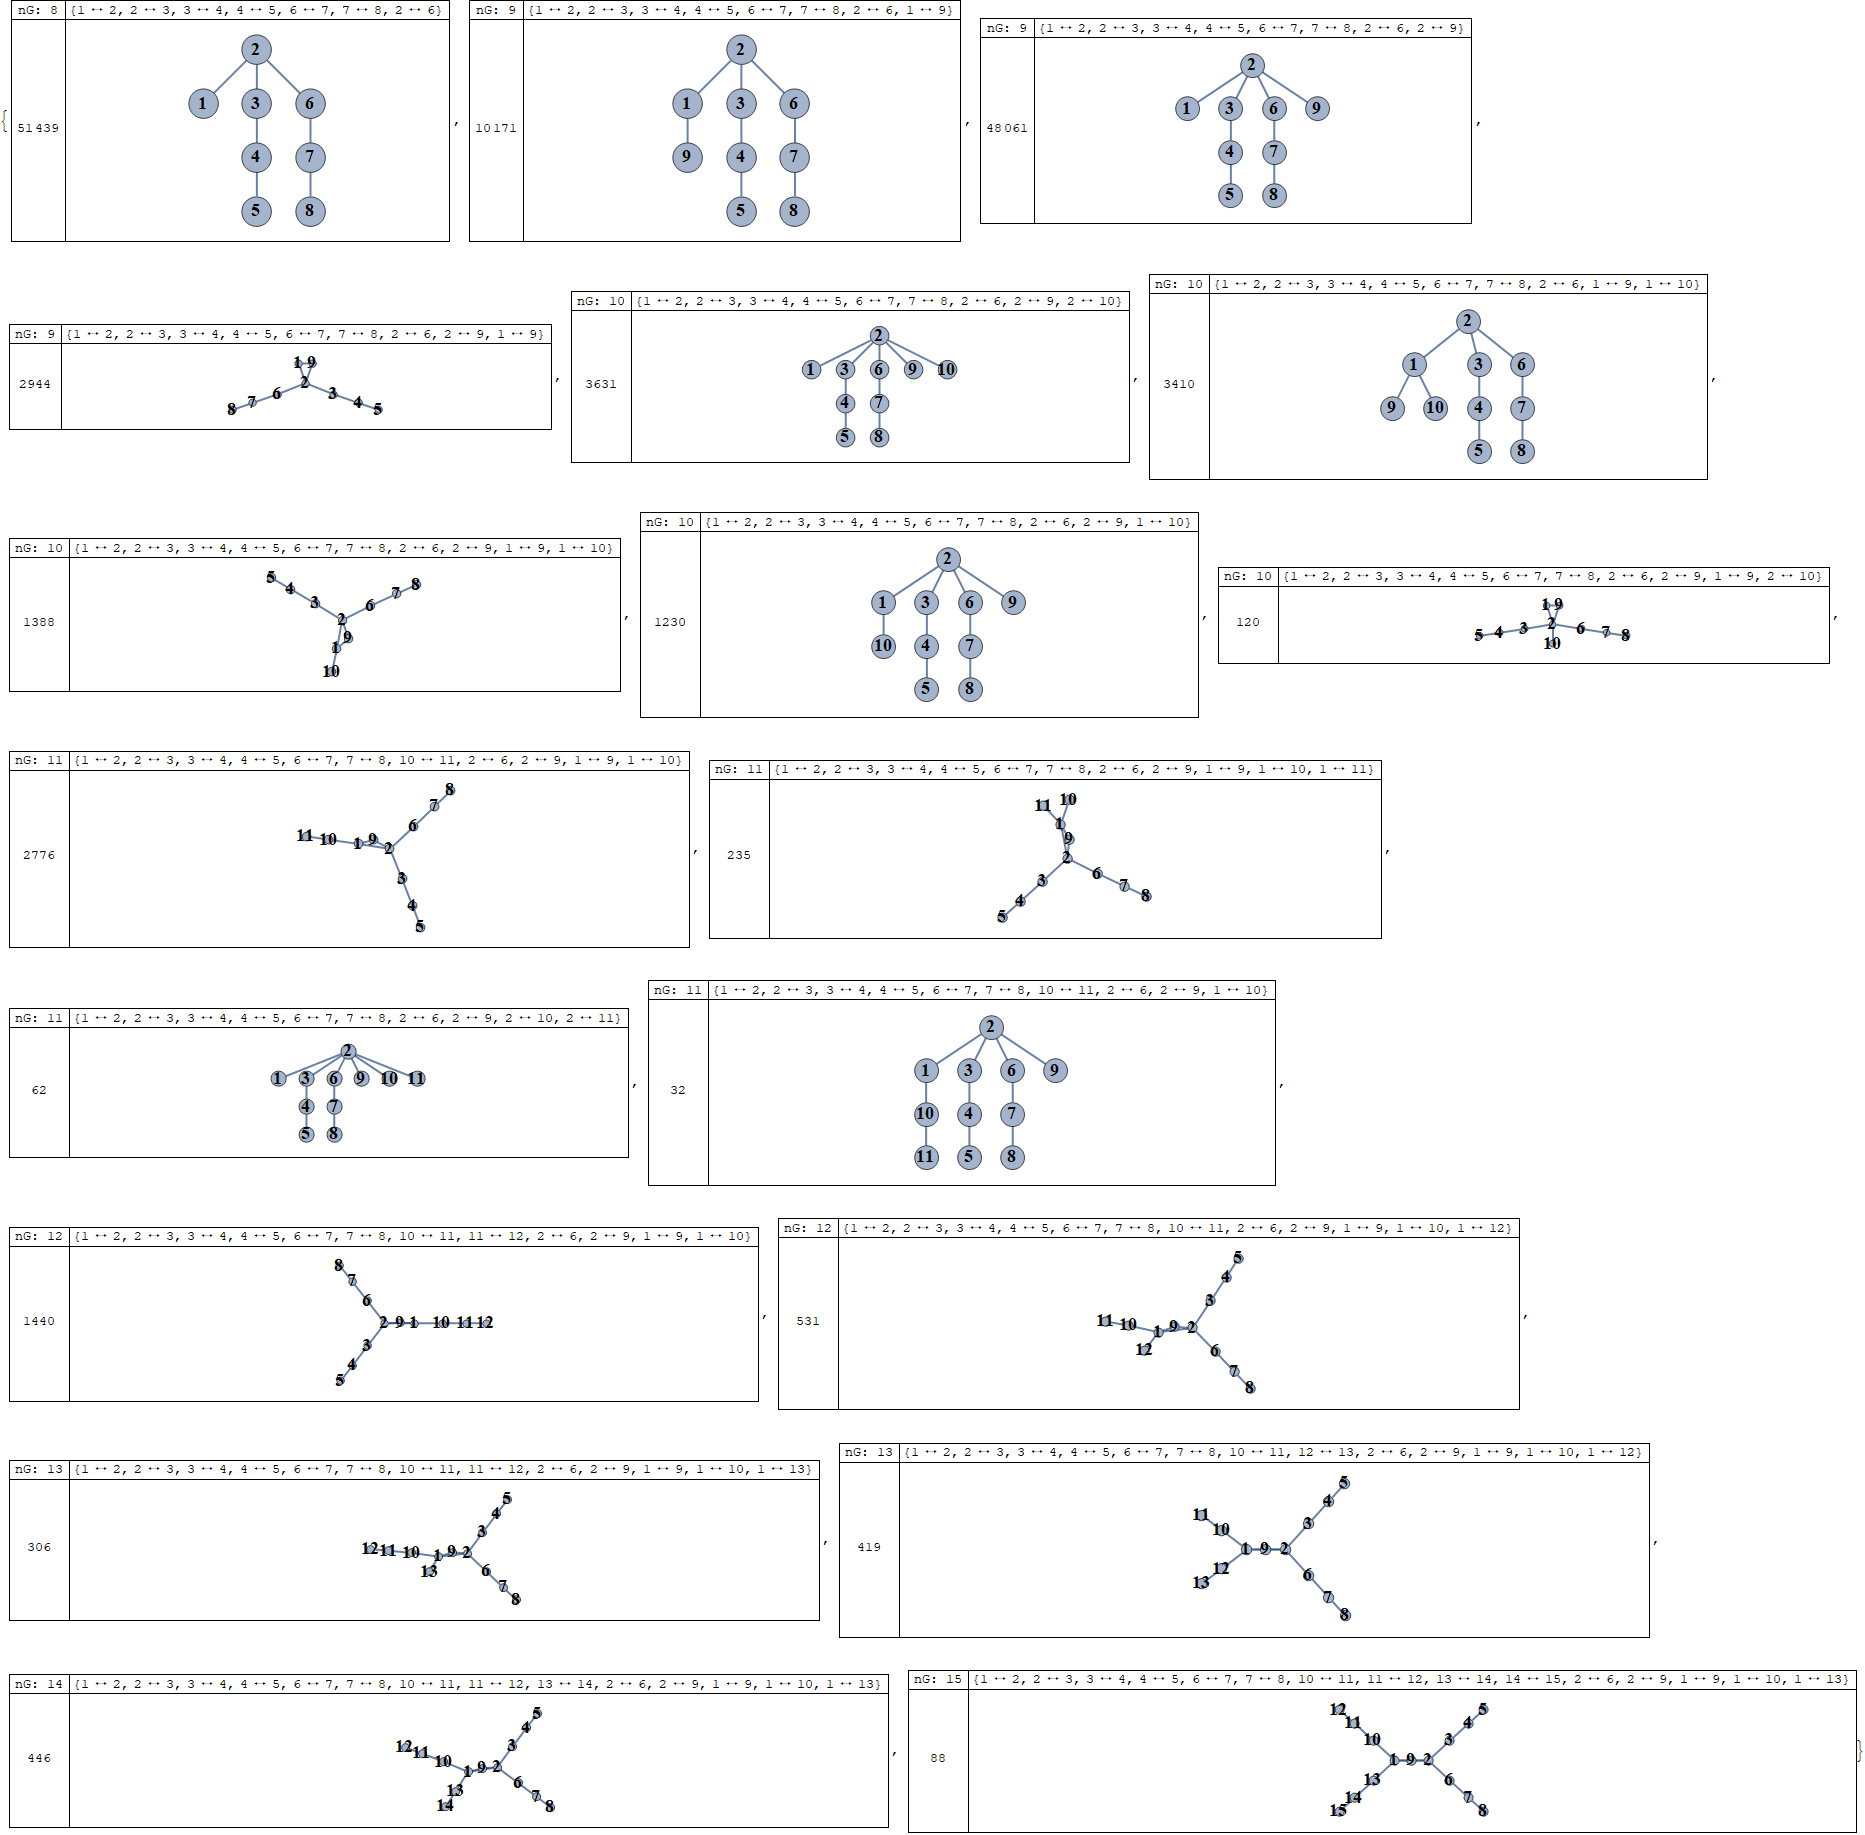 {
nG: 8 {1 ↔ 2, 2 ↔ 3, 3 ↔ 4, 4 ↔ 5, 6 ↔ 7, 7 ↔ 8, 2 ↔ 6}
51439
2
1 3 6
4 7
5 8
,
nG: 9 {1 ↔ 2, 2 ↔ 3, 3 ↔ 4, 4 ↔ 5, 6 ↔ 7, 7 ↔ 8, 2 ↔ 6, 1 ↔ 9}
10171
2
1 3 6
9 4 7
5 8
,
nG: 9 {1 ↔ 2, 2 ↔ 3, 3 ↔ 4, 4 ↔ 5, 6 ↔ 7, 7 ↔ 8, 2 ↔ 6, 2 ↔ 9}
48061
2
1 3 6 9
4 7
5 8
,
nG: 9 {1 ↔ 2, 2 ↔ 3, 3 ↔ 4, 4 ↔ 5, 6 ↔ 7, 7 ↔ 8, 2 ↔ 6, 2 ↔ 9, 1 ↔ 9}
2944
1 9
2
8 7 6 3 4 5
,
nG: 10 {1 ↔ 2, 2 ↔ 3, 3 ↔ 4, 4 ↔ 5, 6 ↔ 7, 7 ↔ 8, 2 ↔ 6, 2 ↔ 9, 2 ↔ 10}
3631
2
1 3 6 9 10
4 7
5 8
,
nG: 10 {1 ↔ 2, 2 ↔ 3, 3 ↔ 4, 4 ↔ 5, 6 ↔ 7, 7 ↔ 8, 2 ↔ 6, 1 ↔ 9, 1 ↔ 10}
3410
2
1 3 6
9 10 4 7
5 8
,
nG: 10 {1 ↔ 2, 2 ↔ 3, 3 ↔ 4, 4 ↔ 5, 6 ↔ 7, 7 ↔ 8, 2 ↔ 6, 2 ↔ 9, 1 ↔ 9, 1 ↔ 10}
1388
5 4 3 2 6 7 8
9
1
10
,
nG: 10 {1 ↔ 2, 2 ↔ 3, 3 ↔ 4, 4 ↔ 5, 6 ↔ 7, 7 ↔ 8, 2 ↔ 6, 2 ↔ 9, 1 ↔ 10}
1230
2
1 3 6 9
10 4 7
5 8
,
nG: 10 {1 ↔ 2, 2 ↔ 3, 3 ↔ 4, 4 ↔ 5, 6 ↔ 7, 7 ↔ 8, 2 ↔ 6, 2 ↔ 9, 1 ↔ 9, 2 ↔ 10}
120
1 9
5 4 3 2 6 7 8
10
,
nG: 11 {1 ↔ 2, 2 ↔ 3, 3 ↔ 4, 4 ↔ 5, 6 ↔ 7, 7 ↔ 8, 10 ↔ 11, 2 ↔ 6, 2 ↔ 9, 1 ↔ 9, 1 ↔ 10}
2776
8
7
6
11 10 1 9 2
3
4
5
,
nG: 11 {1 ↔ 2, 2 ↔ 3, 3 ↔ 4, 4 ↔ 5, 6 ↔ 7, 7 ↔ 8, 2 ↔ 6, 2 ↔ 9, 1 ↔ 9, 1 ↔ 10, 1 ↔ 11}
235
11 10
1
9
2
3 6
4 7
5 8
,
nG: 11 {1 ↔ 2, 2 ↔ 3, 3 ↔ 4, 4 ↔ 5, 6 ↔ 7, 7 ↔ 8, 2 ↔ 6, 2 ↔ 9, 2 ↔ 10, 2 ↔ 11}
62
2
1 3 6 9 10 11
4 7
5 8
,
nG: 11 {1 ↔ 2, 2 ↔ 3, 3 ↔ 4, 4 ↔ 5, 6 ↔ 7, 7 ↔ 8, 10 ↔ 11, 2 ↔ 6, 2 ↔ 9, 1 ↔ 10}
32
2
1 3 6 9
10 4 7
11 5 8
,
nG: 12 {1 ↔ 2, 2 ↔ 3, 3 ↔ 4, 4 ↔ 5, 6 ↔ 7, 7 ↔ 8, 10 ↔ 11, 11 ↔ 12, 2 ↔ 6, 2 ↔ 9, 1 ↔ 9, 1 ↔ 10}
1440
8
7
6
2 9 1 10 11 12
3
4
5
,
nG: 12 {1 ↔ 2, 2 ↔ 3, 3 ↔ 4, 4 ↔ 5, 6 ↔ 7, 7 ↔ 8, 10 ↔ 11, 2 ↔ 6, 2 ↔ 9, 1 ↔ 9, 1 ↔ 10, 1 ↔ 12}
531
5
4
3
11 10 1 9 2
12 6
7
8
,
nG: 13 {1 ↔ 2, 2 ↔ 3, 3 ↔ 4, 4 ↔ 5, 6 ↔ 7, 7 ↔ 8, 10 ↔ 11, 11 ↔ 12, 2 ↔ 6, 2 ↔ 9, 1 ↔ 9, 1 ↔ 10, 1 ↔ 13}
306
5
4
3
12 11 10 1 9 2
13 6
7
8
,
nG: 13 {1 ↔ 2, 2 ↔ 3, 3 ↔ 4, 4 ↔ 5, 6 ↔ 7, 7 ↔ 8, 10 ↔ 11, 12 ↔ 13, 2 ↔ 6, 2 ↔ 9, 1 ↔ 9, 1 ↔ 10, 1 ↔ 12}
419
5
4
11 3
10
1 9 2
12 6
13 7
8
,
nG: 14 {1 ↔ 2, 2 ↔ 3, 3 ↔ 4, 4 ↔ 5, 6 ↔ 7, 7 ↔ 8, 10 ↔ 11, 11 ↔ 12, 13 ↔ 14, 2 ↔ 6, 2 ↔ 9, 1 ↔ 9, 1 ↔ 10, 1 ↔ 13}
446
5
4
12 11 3
10 1 9 2
13 6
14 7 8
,
nG: 15 {1 ↔ 2, 2 ↔ 3, 3 ↔ 4, 4 ↔ 5, 6 ↔ 7, 7 ↔ 8, 10 ↔ 11, 11 ↔ 12, 13 ↔ 14, 14 ↔ 15, 2 ↔ 6, 2 ↔ 9, 1 ↔ 9, 1 ↔ 10, 1 ↔ 13}
88
12 5
11 4
10 3
1 9 2
13 6
14 7
15 8
}